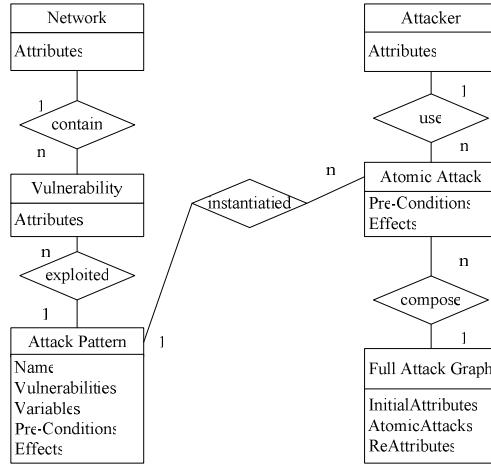 Network
Attributes
1
contain
n
Vulnerability
Attributes
n
exploited
1
Attack Pattern
Name
Vulnerabilities
Variables
Pre-Conditions
Effects
1
instantiatied
n
Attacker
Attributes
1
use
n
Atomic Attack
Pre-Conditions
Effects
n
compose
1
Full Attack Graph
InitialAttributes
AtomicAttacks
ReAttributes